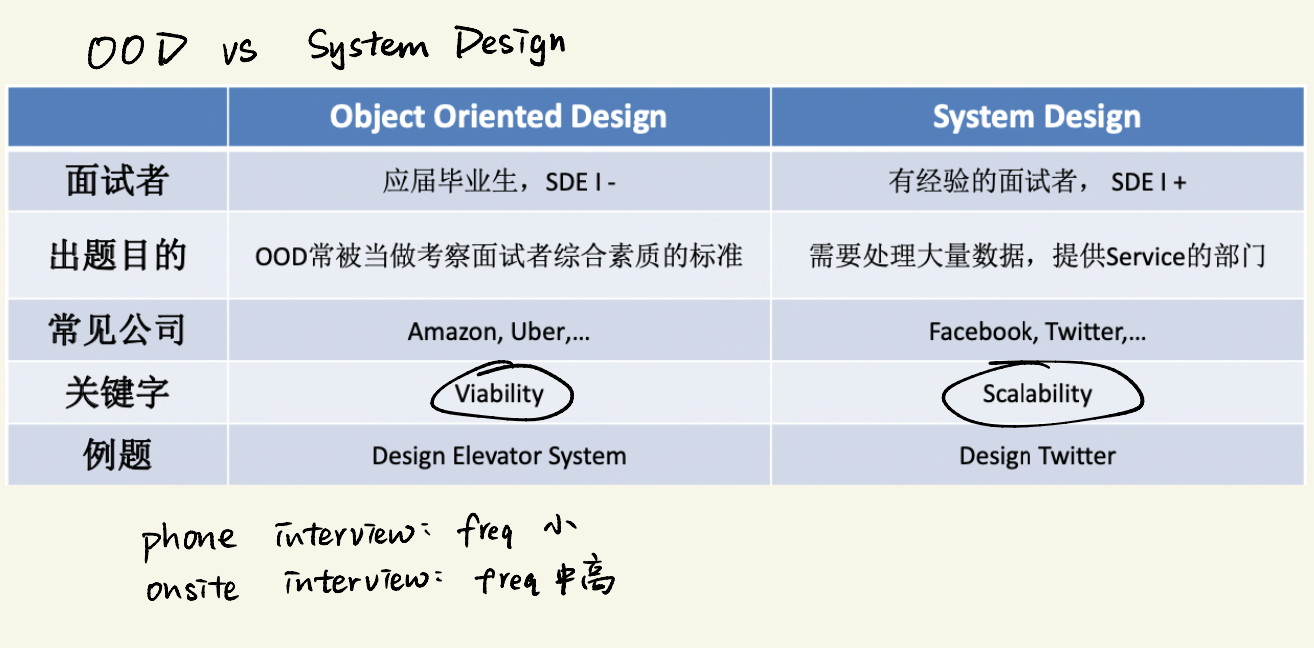 OOD vs System Design
Object Oriented Design System Design
面试者 应届毕业生，SDE I - 有经验的面试者， SDE I +
出题目的 OOD常被当做考察面试者综合素质的标准 需要处理大量数据，提供Service的部门
常见公司 Amazon, Uber,... Facebook, Twitter,...
关键字 Viability Scalability
例题 Design Elevator System Design Twitter
phone interview: freq 小
onsite interview: freq 中高